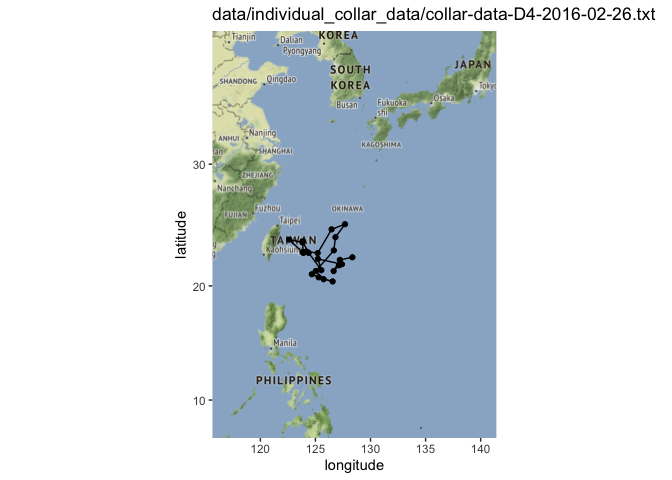 data/individual_collar_data/collar-data-D4-2016-02-26.txt
Tianjin
Dalian
KOREA
Pyongyang
SOUTH
KOREA
JAPAN
SHANDONG
Qingdao
Busan
Fukuoka
shi
Osaka
Tokyo
KAGOSHIMA
ANHUI
Nanjing
SHANGHAI
ZHEJIANG
Nanchang
FUJIAN
Fuzhou
OKINAWA
Taipei
TAIWAN
Kaohsiung
Manila
PHILIPPINES
30
20
10
latitude
120
125
130
135
140
longitude